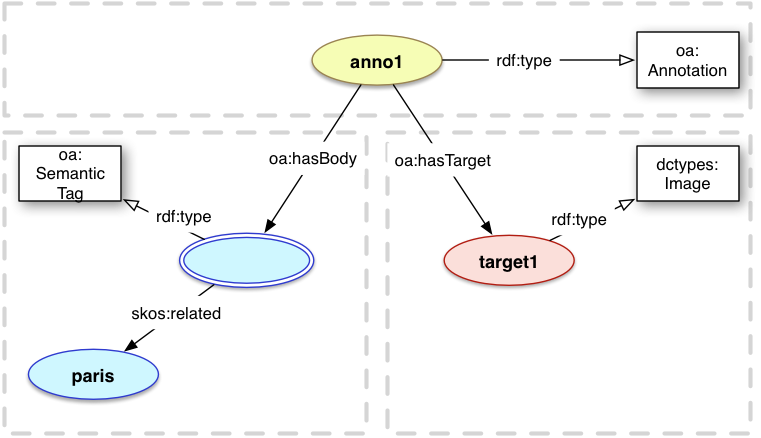 anno1
rdf:type
oa:
Annotation
oa:
Semantic
Tag
oa:hasBody
oa:hasTarget
dctypes:
Image
rdf:type
rdf:type
target1
skos:related
paris